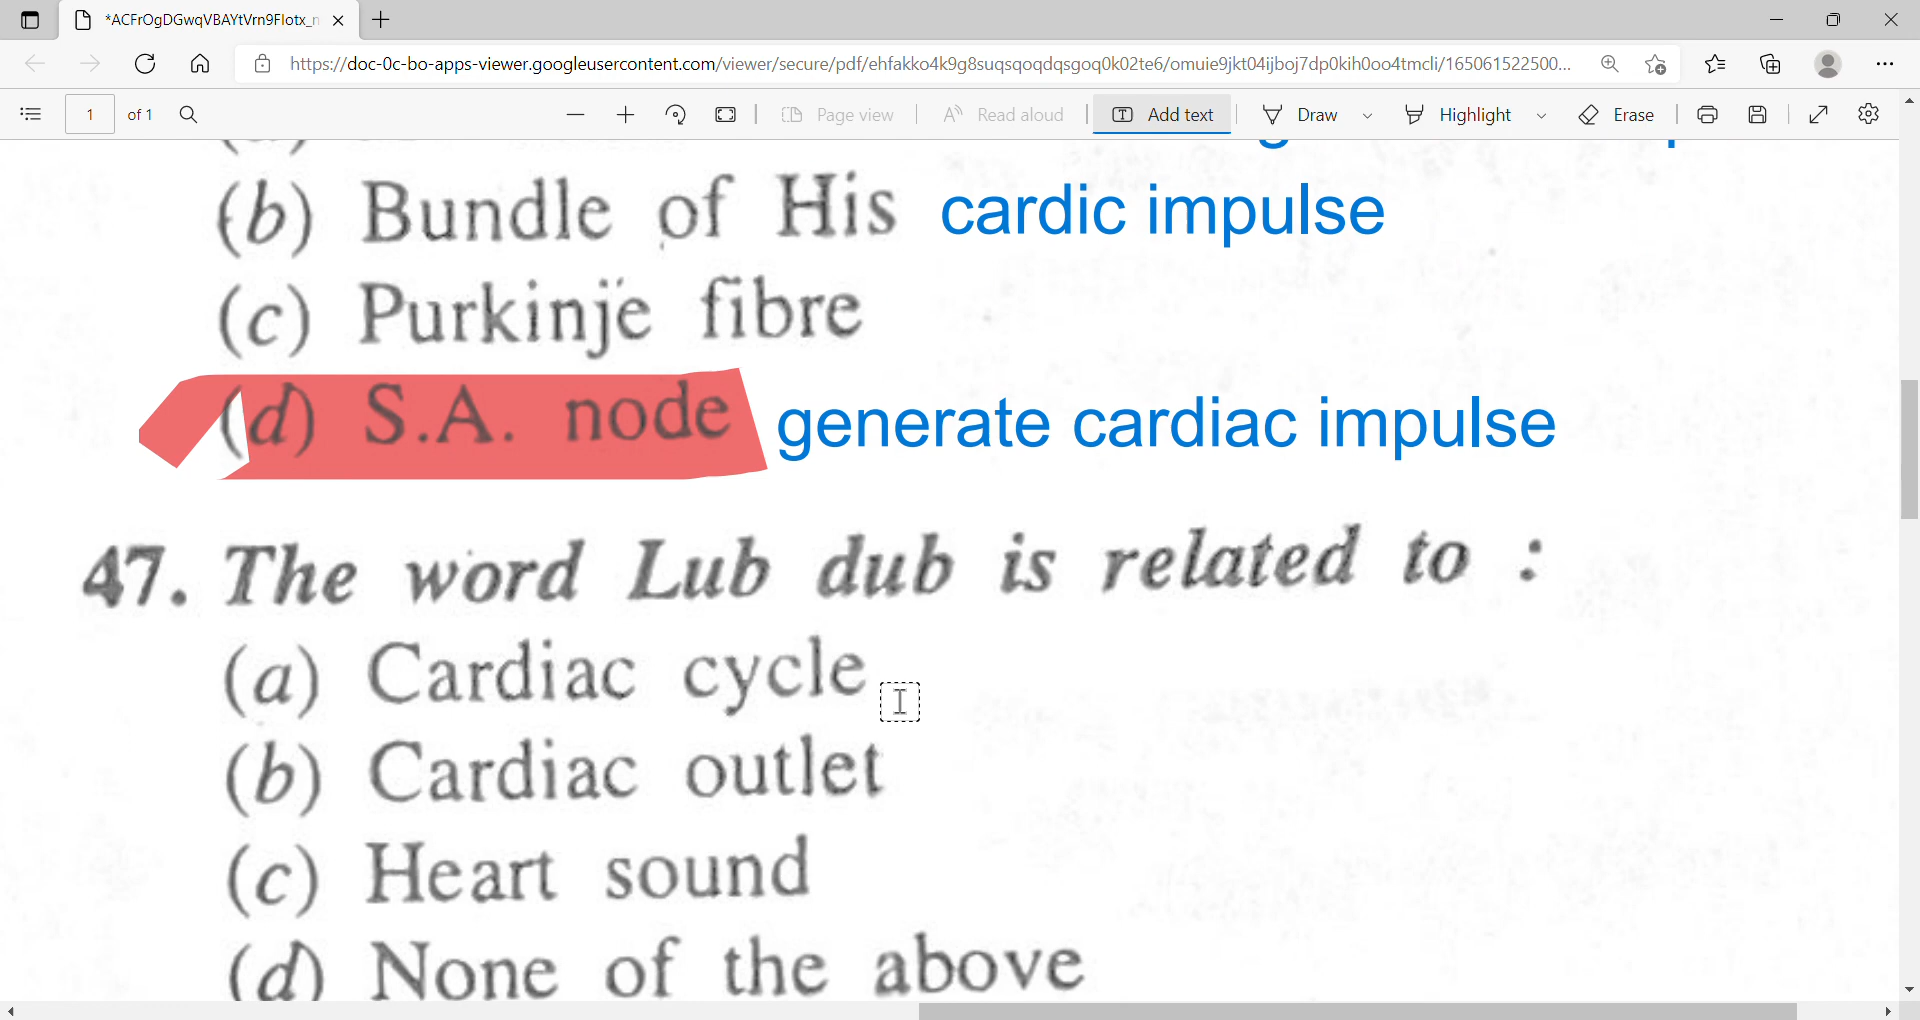 *ACFrOgDGwqVBAYtVrn9Flotx_n
https://doc-0c-bo-apps-viewer.googleusercontent.com/viewer/secure/pdf/ehfakko4k9g8suqsqoqdqsgoq0k02te6/omuie9jkt04ijboj7dp0kih0oo4tmcli/165061522500...
1 of 1 Page view Read aloud Add text Draw Highlight Erase
(b) Bundle of His cardic impulse
(c) Purkinje fibre
(d) S.A. node generate cardiac impulse
47. The word Lub dub is related to :
(a) Cardiac cycle
(b) Cardiac outlet
(c) Heart sound
(d) None of the above